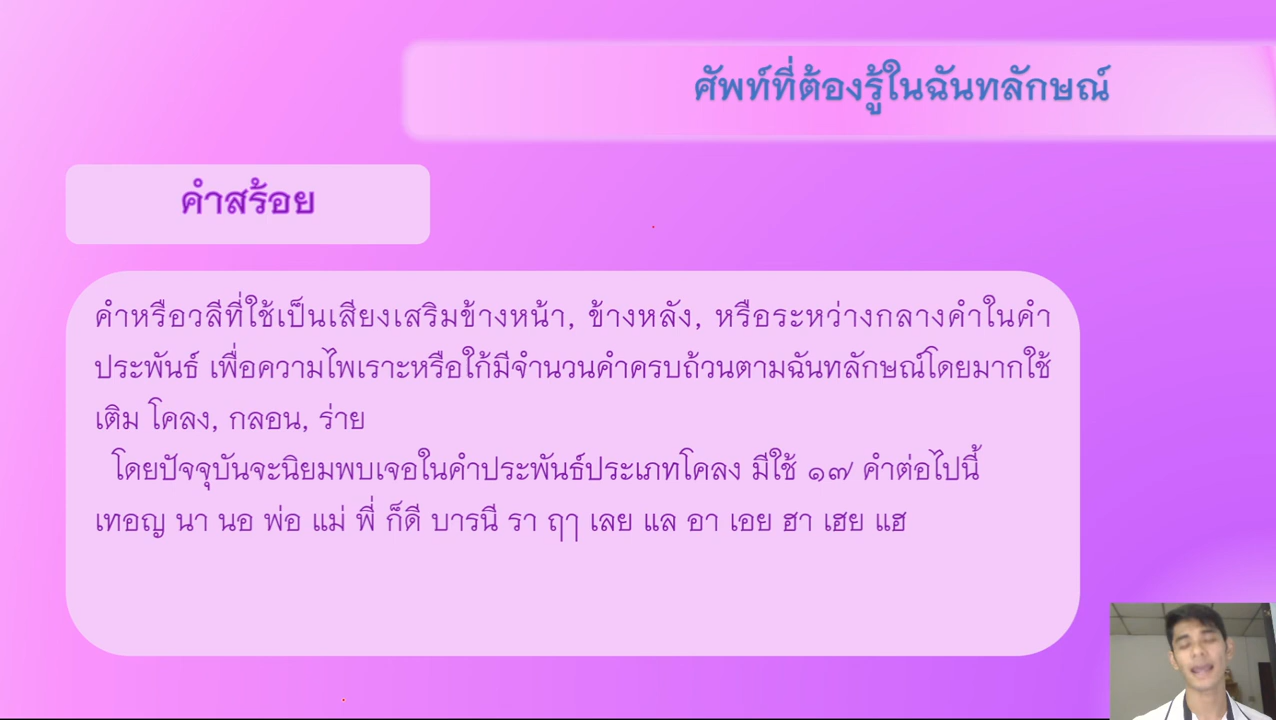 ศัพท์ที่ต้องรู้ในฉันทลักษณ์
คำสร้อย
คำหรือวลีที่ใช้เป็นเสียงเสริมข้างหน้า, ข้างหลัง, หรือระหว่างกลางคำในคำ
ประพันธ์ เพื่อความไพเราะหรือใก้มีจำนวนคำครบถ้วนตามฉันทลักษณ์โดยมากใช้
เติม โคลง, กลอน, ร่าย
โดยปัจจุบันจะนิยมพบเจอในคำประพันธ์ประเภทโคลง มีใช้ ๑๗ คำต่อไปนี้
เทอญ นา นอ พ่อ แม่ พี่ ก็ดี บารนี รา ฤๅ เลย แล อา เอย ฮา เฮย แฮ